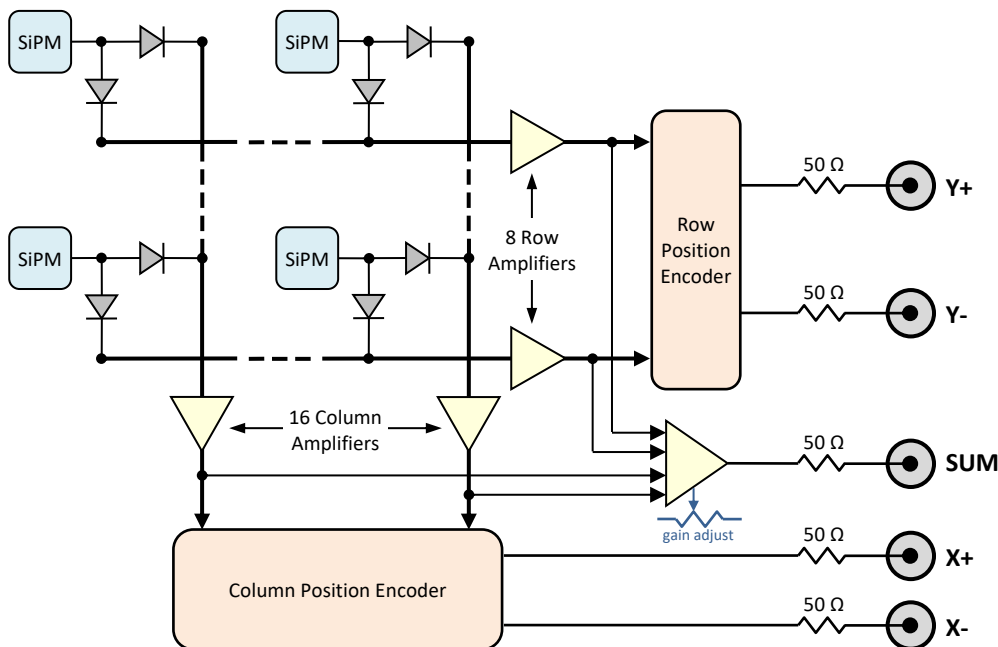 SiPM
SiPM
50 Ω
Y+
Row
Position
Encoder
8 Row
Amplifiers
SiPM
SiPM
50 Ω
Y-
16 Column
Amplifiers
50 Ω
SUM
gain adjust
50 Ω
X+
Column Position Encoder
50 Ω
X-